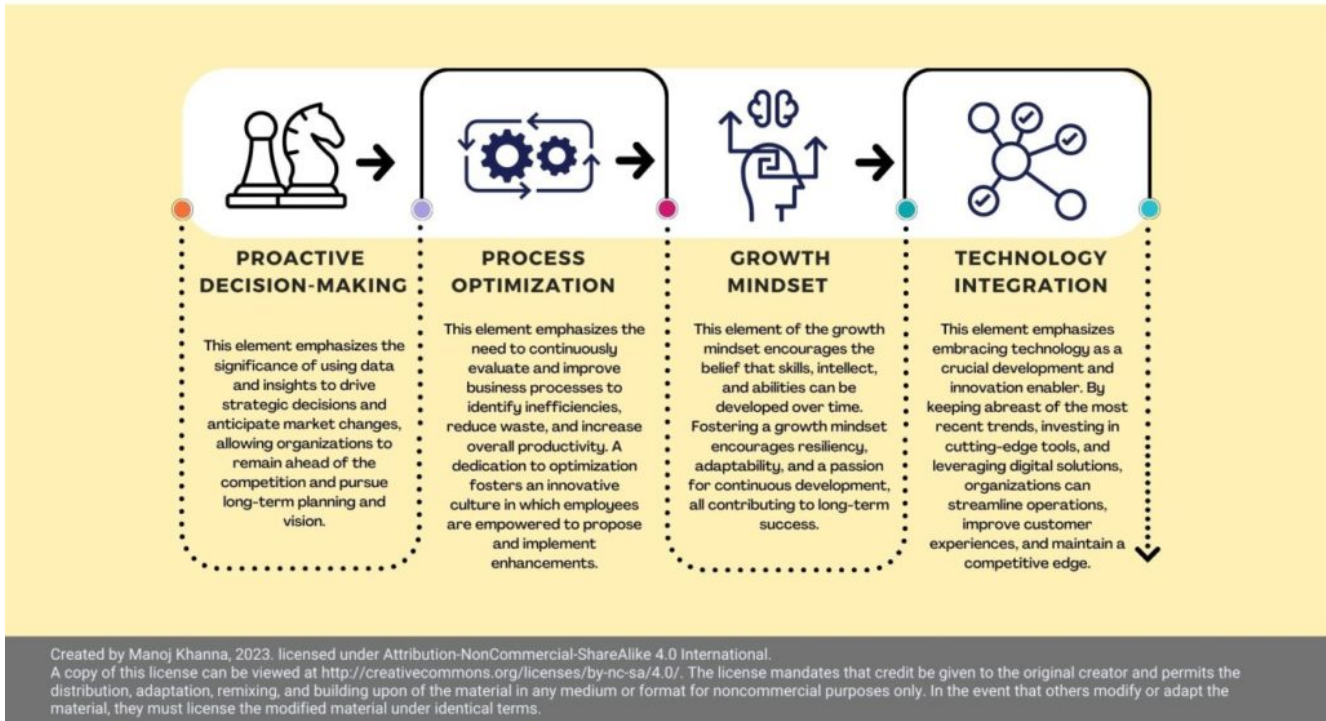 PROACTIVE
DECISION-MAKING
This element emphasizes the
significance of using data
and insights to drive
strategic decisions and
anticipate market changes,
allowing organizations to
remain ahead of the
competition and pursue
long-term planning and
vision.
PROCESS
OPTIMIZATION
This element emphasizes the
need to continuously
evaluate and improve
business processes to
identify inefficiencies,
reduce waste, and increase
overall productivity. A
dedication to optimization
fosters an innovative
culture in which employees
are empowered to propose
and implement
enhancements.
GROWTH
MINDSET
This element of the growth
mindset encourages the
belief that skills, intellect,
and abilities can be
developed over time.
Fostering a growth mindset
encourages resiliency,
adaptability, and a passion
for continuous development,
all contributing to long-term
success.
TECHNOLOGY
INTEGRATION
This element emphasizes
embracing technology as a
crucial development and
innovation enabler. By
keeping abreast of the most
recent trends, investing in
cutting-edge tools, and
leveraging digital solutions,
organizations can
streamline operations,
improve customer
experiences, and maintain a
competitive edge.
Created by Manoj Khanna, 2023. licensed under Attribution-NonCommercial-ShareAlike 4.0 International.
A copy of this license can be viewed at http://creativecommons.org/licenses/by-nc-sa/4.0/. The license mandates that credit be given to the original creator and permits the
distribution, adaptation, remixing, and building upon of the material in any medium or format for noncommercial purposes only. In the event that others modify or adapt the
material, they must license the modified material under identical terms.